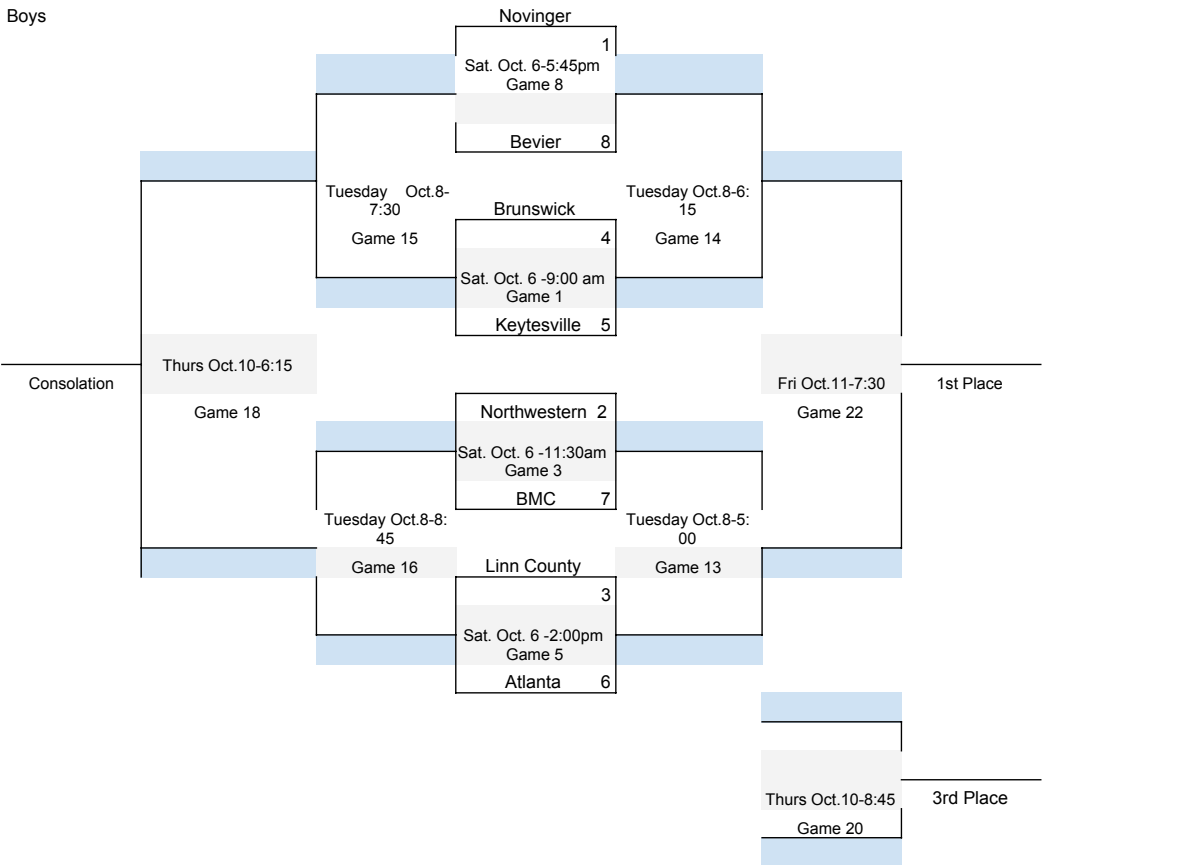 Boys
Novinger
1
Sat. Oct. 6-5:45pm
Game 8
Bevier 8
Tuesday Oct.8-
7:30
Game 15
Brunswick
4
Tuesday Oct.8-6:
15
Game 14
Sat. Oct. 6 -9:00 am
Game 1
Keytesville 5
Thurs Oct.10-6:15
Consolation
Game 18
Fri Oct.11-7:30
1st Place
Game 22
Northwestern 2
Sat. Oct. 6 -11:30am
Game 3
BMC 7
Tuesday Oct.8-8:
45
Game 16
Tuesday Oct.8-5:
00
Game 13
Linn County
3
Sat. Oct. 6 -2:00pm
Game 5
Atlanta 6
Thurs Oct.10-8:45
3rd Place
Game 20